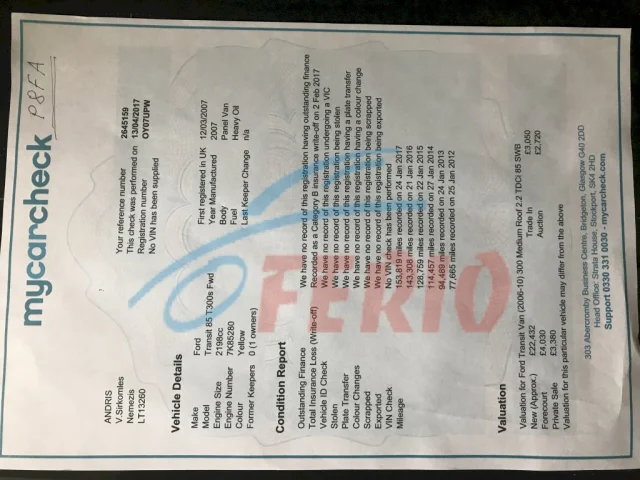 mycarcheck
P8FA
ANDRIS
V.Sirkomles
Nemezis
LT13260
Your reference number 2645159
This check was performed on 13/04/2017
Registration number OY07UPW
No VIN has been supplied
Vehicle Details
Make Ford
Model Transit 85 T300s Fwd
Engine Size 2198cc
Engine Number 7K85280
Colour Yellow
Former Keepers 0 (1 owners)
First registered in UK 12/03/2007
Year Manufactured 2007
Body Panel Van
Fuel Heavy Oil
Last Keeper Change n/a
Condition Report
Outstanding Finance We have no record of this registration having outstanding finance
Total Insurance Loss (Write-off) Recorded as a Category B insurance write-off on 2 Feb 2017
Vehicle ID Check We have no record of this registration undergoing a VIC
Stolen We have no record of this registration being stolen
Plate Transfer We have no record of this registration having a plate transfer
Colour Changes We have no record of this registration having a colour change
Scrapped We have no record of this registration being scrapped
Exported We have no record of this registration being exported
VIN Check No VIN check has been performed
Mileage 153,819 miles recorded on 24 Jan 2017
143,308 miles recorded on 21 Jan 2016
128,759 miles recorded on 22 Jan 2015
114,457 miles recorded on 27 Jan 2014
94,469 miles recorded on 24 Jan 2013
77,665 miles recorded on 25 Jan 2012
Valuation
Valuation for Ford Transit Van (2006-10) 300 Medium Roof 2.2 TDCi 85 SWB
New (Approx.) £22,432 Trade In £3,050
Forecourt £4,030 Auction £2,720
Private Sale £3,380
Valuation for this particular vehicle may differ from the above
303 Abercromby Business Centre, Bridgeton, Glasgow G40 2DD
Head Office: Strata House, Stockport, SK4 2HD
Support 0330 331 0030 - mycarcheck.com
FERIO